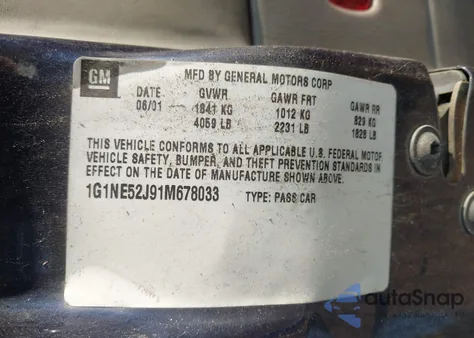 GM
MFD BY GENERAL MOTORS CORP
DATE GVWR GAWR FRT GAWR RR
06/01 1841 KG 1012 KG 829 KG
4059 LB 2231 LB 1828 LB
THIS VEHICLE CONFORMS TO ALL APPLICABLE U.S. FEDERAL MOTOR
VEHICLE SAFETY, BUMPER, AND THEFT PREVENTION STANDARDS IN
EFFECT ON THE DATE OF MANUFACTURE SHOWN ABOVE.
1G1NE52J91M678033 TYPE: PASS CAR
autoSnap